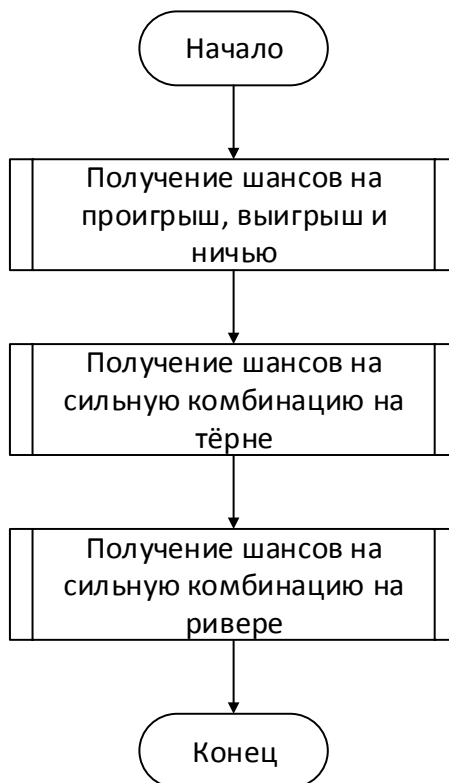 Начало
Получение шансов на
проигрыш, выигрыш и
ничью
Получение шансов на
сильную комбинацию на
тёрне
Получение шансов на
сильную комбинацию на
ривере
Конец